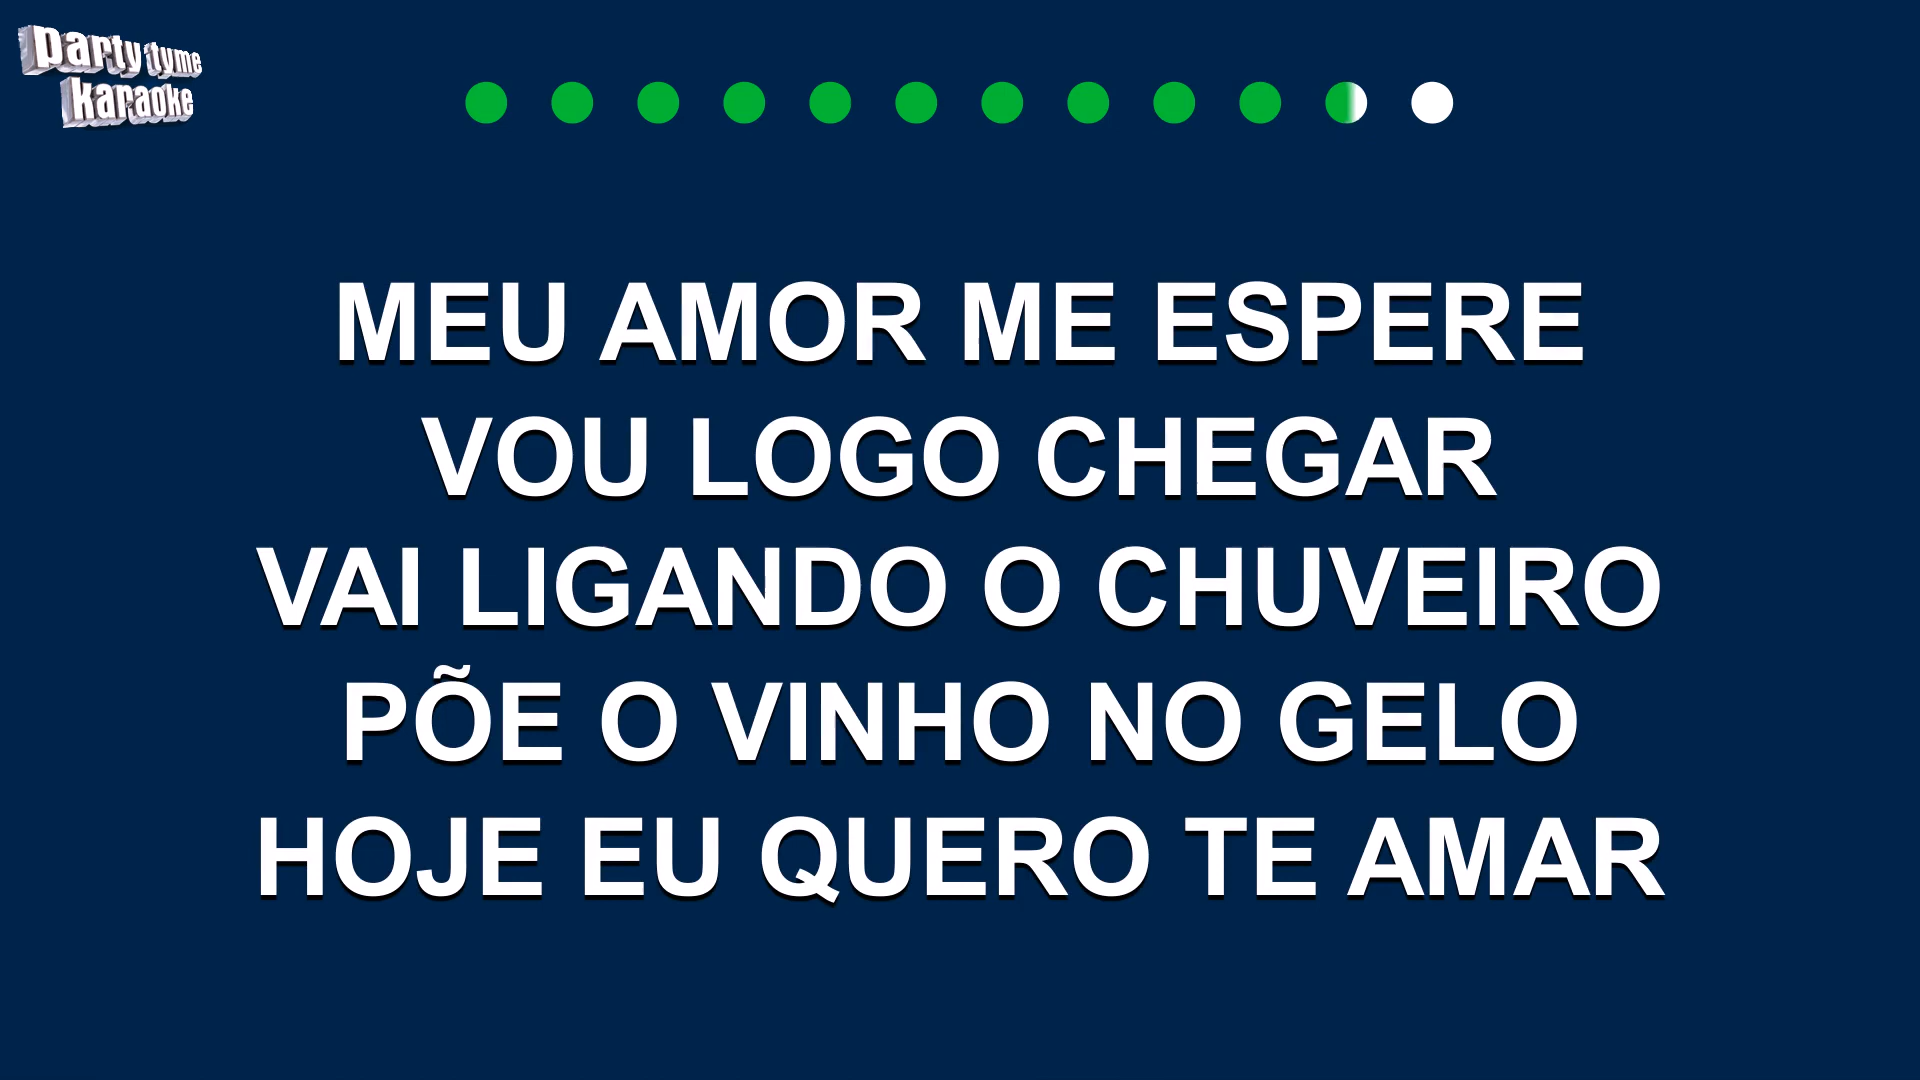 party tyme
karaoke
MEU AMOR ME ESPERE
VOU LOGO CHEGAR
VAI LIGANDO O CHUVEIRO
PÕE O VINHO NO GELO
HOJE EU QUERO TE AMAR